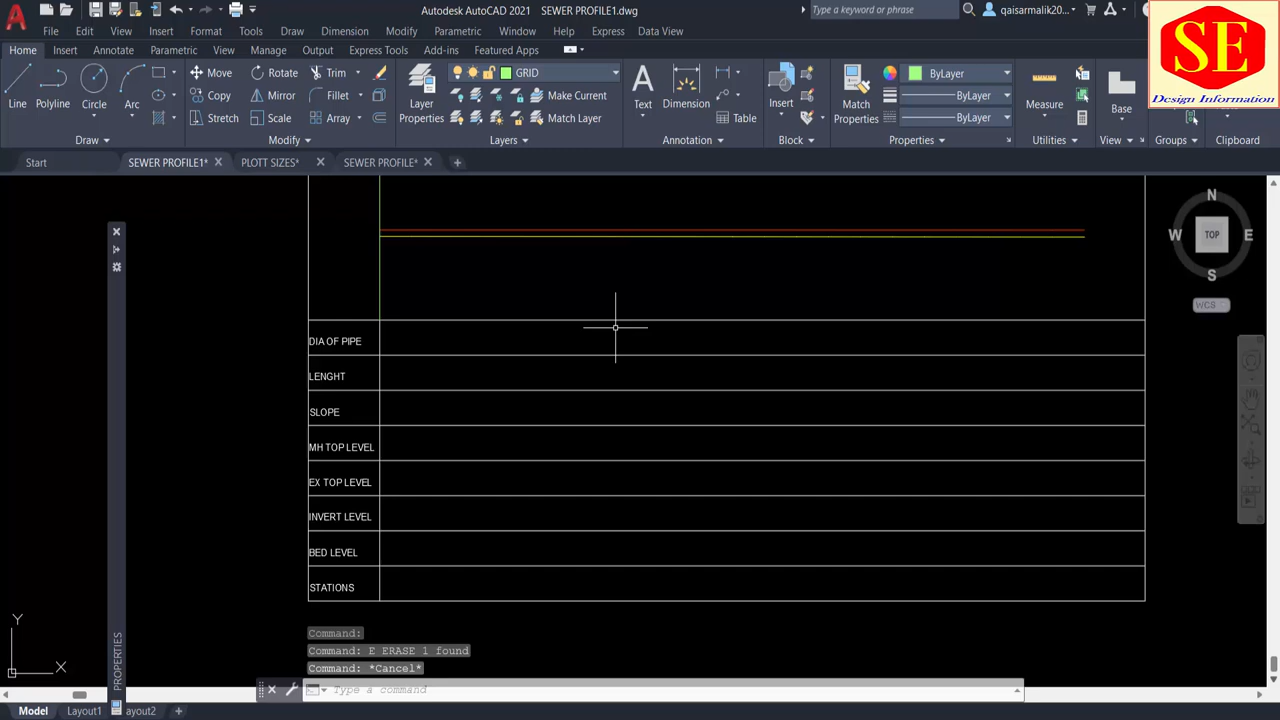 Autodesk AutoCAD 2021 SEWER PROFILE1.dwg
Type a keyword or phrase
qaisarmalik20...
File Edit View Insert Format Tools Draw Dimension Modify Parametric Window Help Express Data View
Home Insert Annotate Parametric View Manage Output Express Tools Add-ins Featured Apps
SE
Design Information
Line Polyline Circle Arc
Move Rotate Trim
Copy Mirror Fillet
Stretch Scale Array
Layer Properties
GRID
Make Current
Match Layer
Text Dimension Table
Insert
Match Properties
ByLayer
ByLayer
ByLayer
Measure
Base
Draw Modify Layers Annotation Block Properties Utilities Groups View Clipboard
Start SEWER PROFILE1* PLOTT SIZES* SEWER PROFILE*
N
W TOP E
S
WCS
DIA OF PIPE
LENGHT
SLOPE
MH TOP LEVEL
EX TOP LEVEL
INVERT LEVEL
BED LEVEL
STATIONS
Y
X
PROPERTIES
Command:
Command: E ERASE 1 found
Command: *Cancel*
Type a command
Model Layout1 ayout2